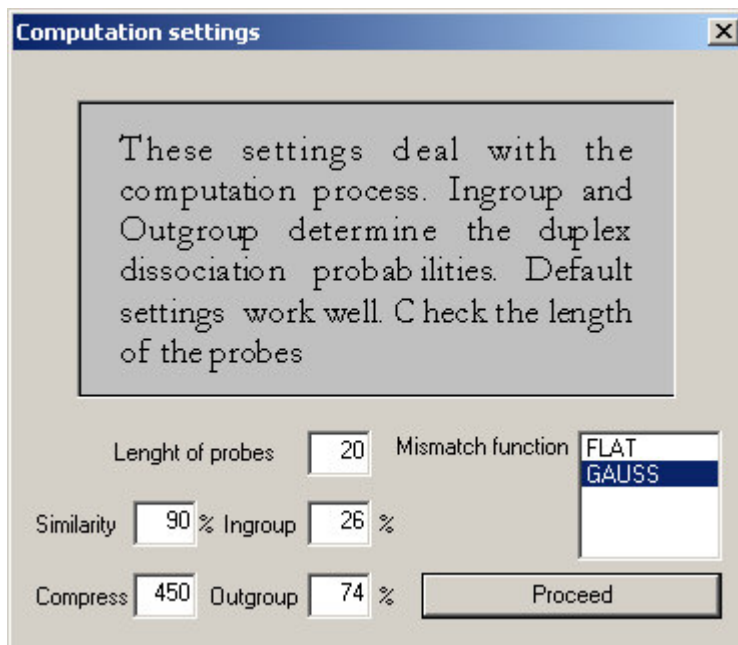 Computation settings
These settings deal with the
computation process. Ingroup and
Outgroup determine the duplex
dissociation probabilities. Default
settings work well. Check the length
of the probes
Lenght of probes 20 Mismatch function FLAT
GAUSS
Similarity 90 % Ingroup 26 %
Compress 450 Outgroup 74 % Proceed